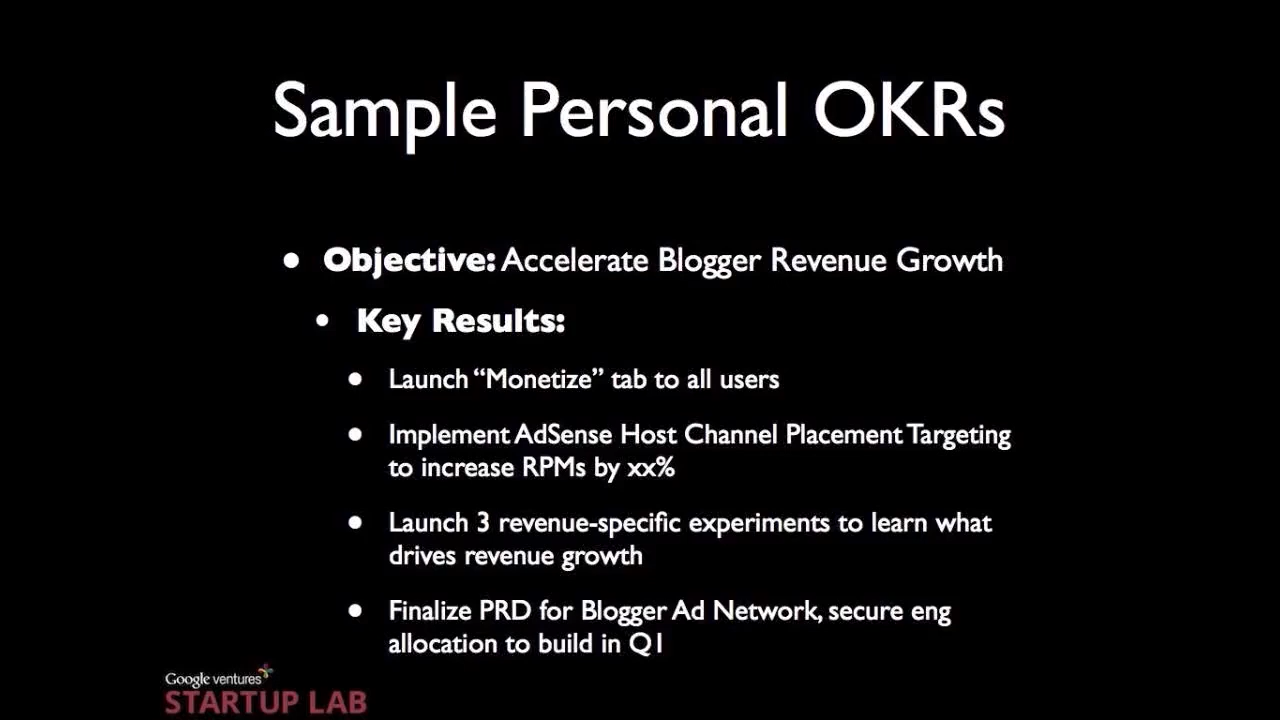 Sample Personal OKRs
• Objective: Accelerate Blogger Revenue Growth
• Key Results:
• Launch “Monetize” tab to all users
• Implement AdSense Host Channel Placement Targeting
to increase RPMs by xx%
• Launch 3 revenue-specific experiments to learn what
drives revenue growth
• Finalize PRD for Blogger Ad Network, secure eng
allocation to build in Q1
Google ventures
STARTUP LAB